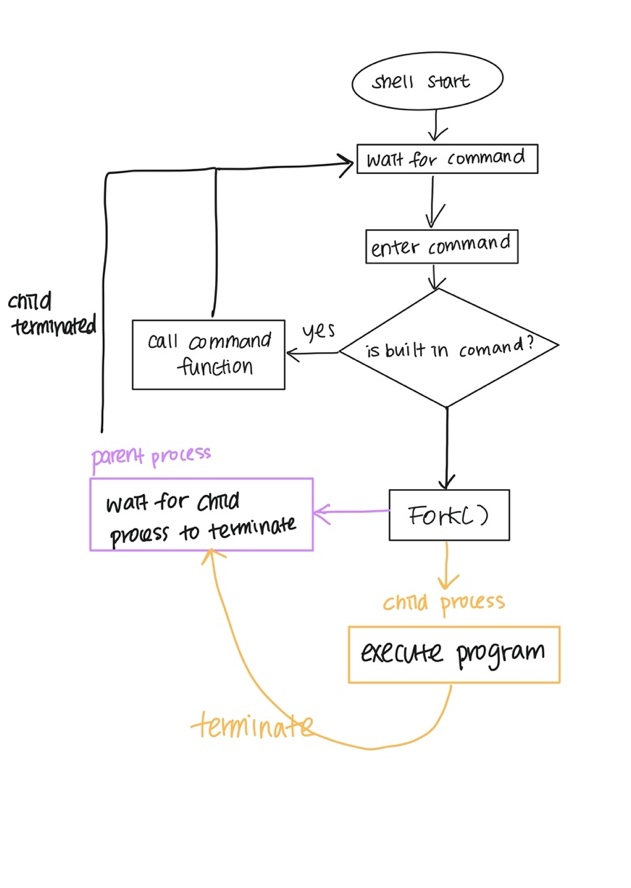 shell start
wait for command
enter command
is built in comand?
yes
call command
function
child
terminated
parent process
wait for child
process to terminate
Fork()
child process
execute program
terminate